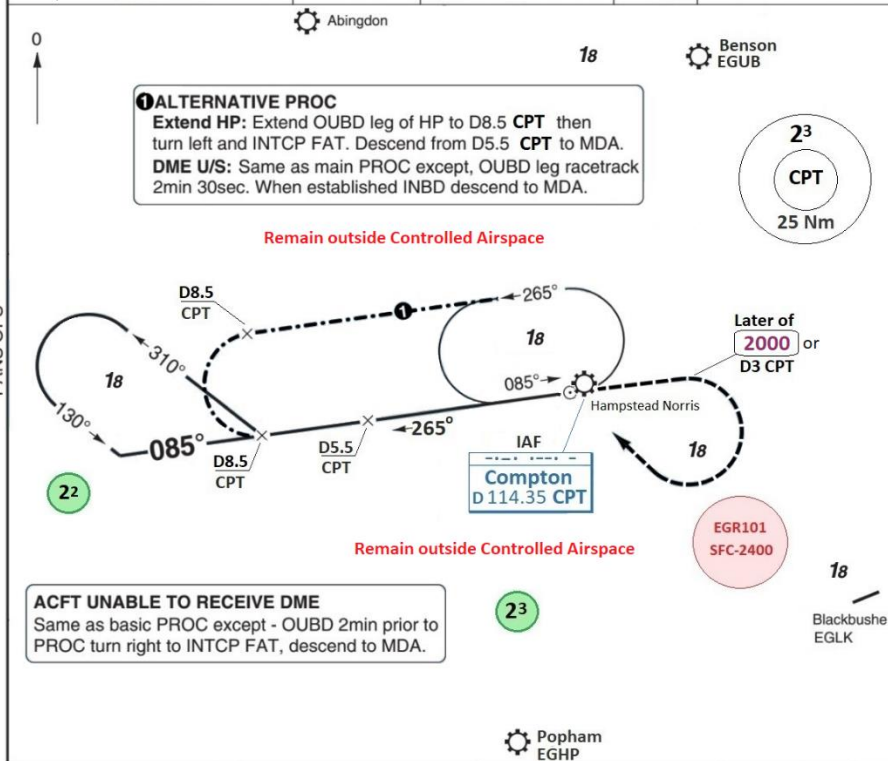 Abingdon
0
18
Benson
EGUB
❶ALTERNATIVE PROC
Extend HP: Extend OUBD leg of HP to D8.5 CPT then
turn left and INTCP FAT. Descend from D5.5 CPT to MDA.
DME U/S: Same as main PROC except, OUBD leg racetrack
2min 30sec. When established INBD descend to MDA.
23
CPT
25 Nm
Remain outside Controlled Airspace
D8.5
CPT
1
265°
Later of
2000 or
D3 CPT
18
310°
18
085°
Hampstead Norris
130°
085°
D8.5
CPT
D5.5
CPT
265°
IAF
Compton
D 114.35 CPT
18
22
EGR101
SFC-2400
Remain outside Controlled Airspace
18
Blackbushe
EGLK
ACFT UNABLE TO RECEIVE DME
Same as basic PROC except - OUBD 2min prior to
PROC turn right to INTCP FAT, descend to MDA.
23
Popham
EGHP